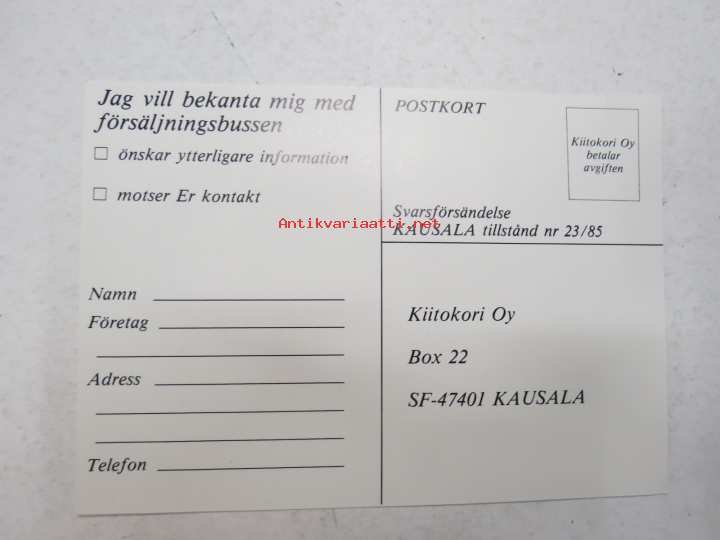 Jag vill bekanta mig med
försäljningsbussen
önskar ytterligare information
motser Er kontakt
Namn
Företag
Adress
Telefon
POSTKORT
Kiitokori Oy
betalar
avgiften
Svarsförsändelse
KAUSALA tillstånd nr 23/85
Kiitokori Oy
Box 22
SF-47401 KAUSALA
Antikvariaatti.net